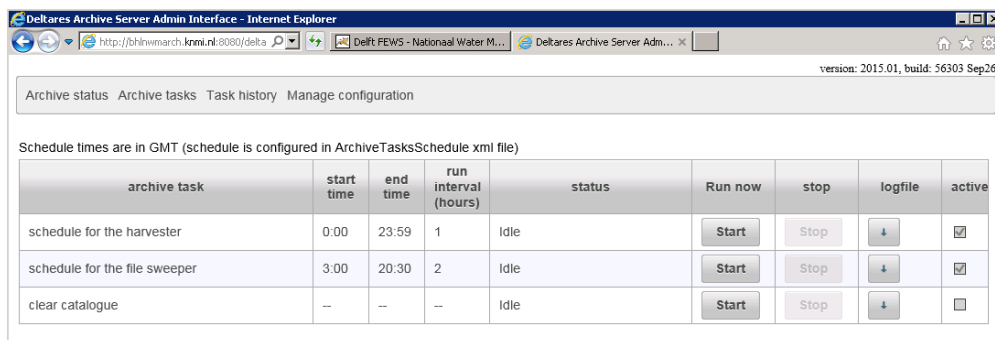 Deltares Archive Server Admin Interface - Internet Explorer
http://bhlnwmarch.knmi.nl:8080/delta
Delft FEWS - Nationaal Water M...
Deltares Archive Server Adm...
version: 2015.01, build: 56303 Sep26
Archive status Archive tasks Task history Manage configuration
Schedule times are in GMT (schedule is configured in ArchiveTasksSchedule xml file)
archive task start time end time run interval (hours) status Run now stop logfile active
schedule for the harvester 0:00 23:59 1 Idle Start Stop
schedule for the file sweeper 3:00 20:30 2 Idle Start Stop
clear catalogue -- -- -- Idle Start Stop